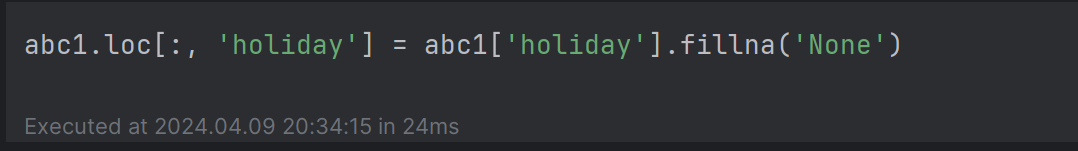 abc1.loc[:, 'holiday'] = abc1['holiday'].fillna('None')
Executed at 2024.04.09 20:34:15 in 24ms